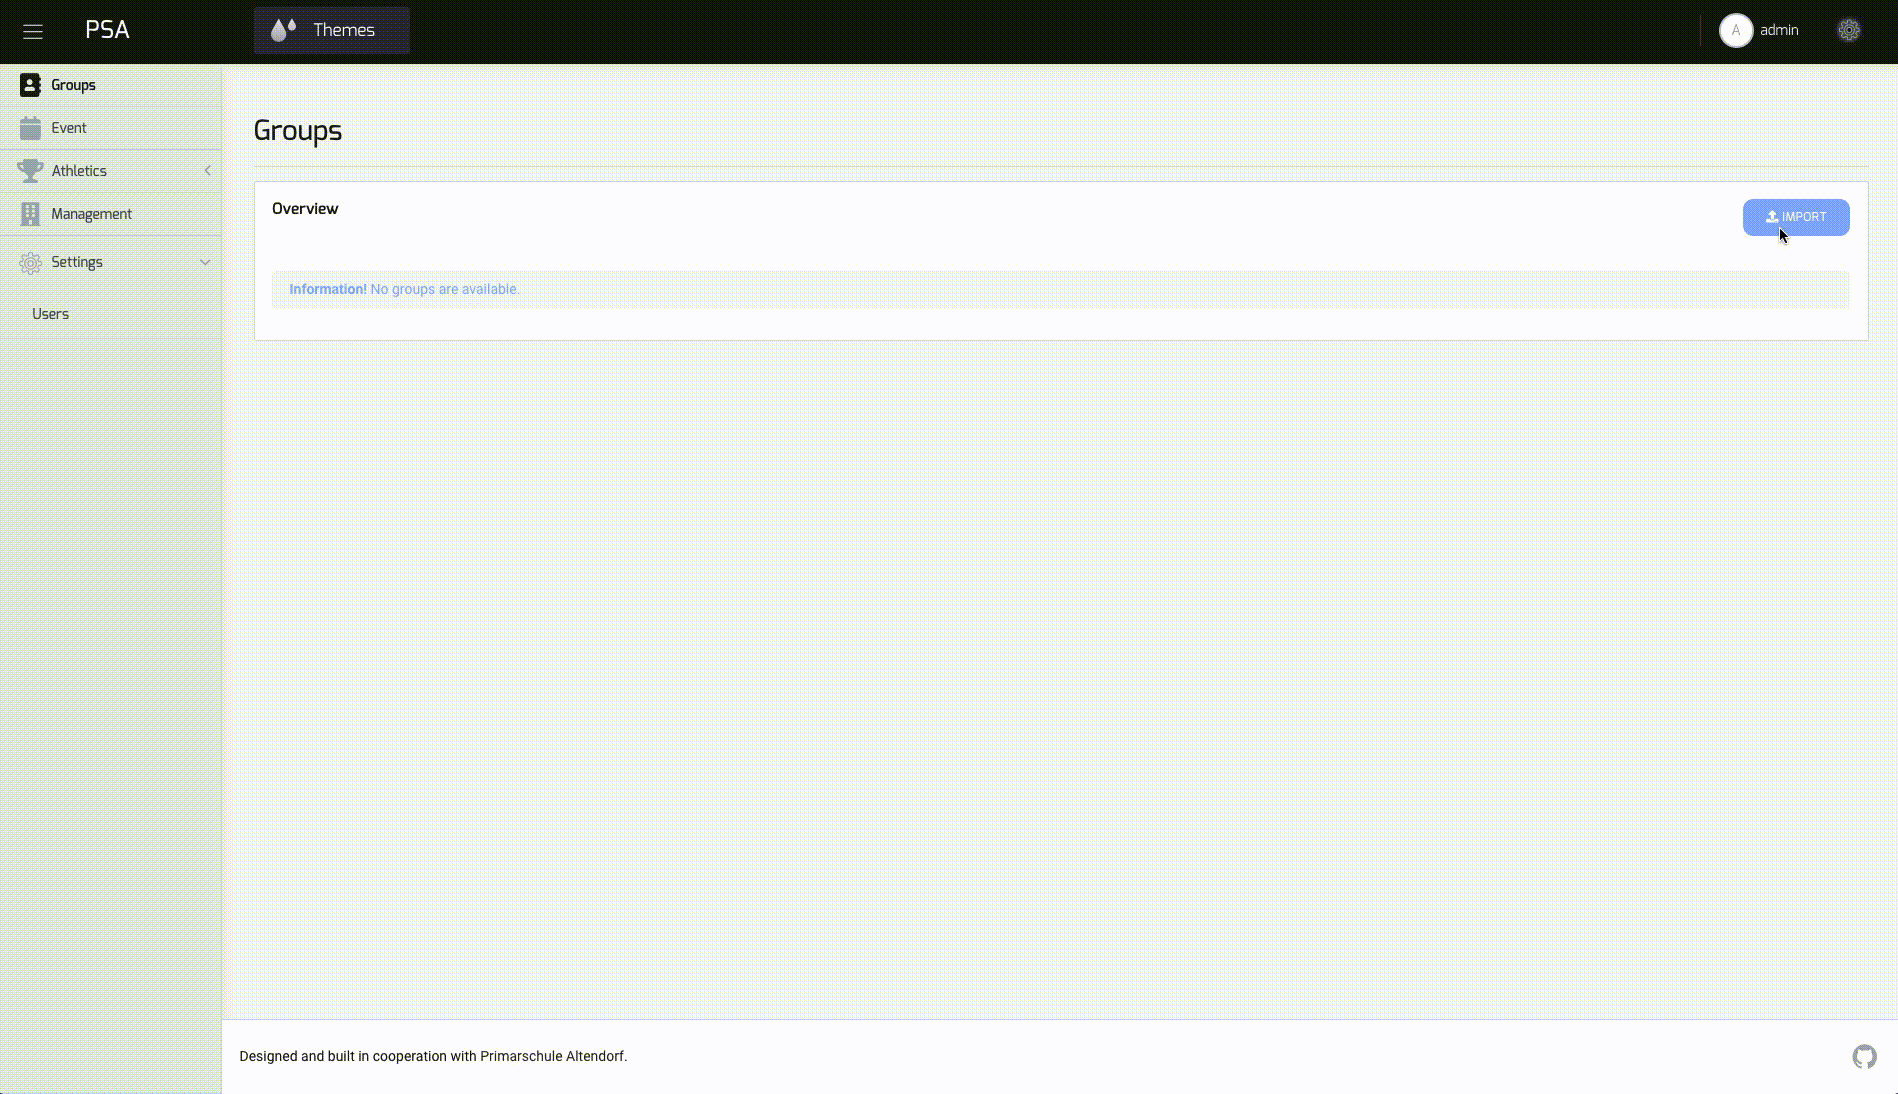 PSA
Themes
A admin
Groups
Event
Athletics
Management
Settings
Users
Groups
Overview
IMPORT
Information! No groups are available.
Designed and built in cooperation with Primarschule Altendorf.